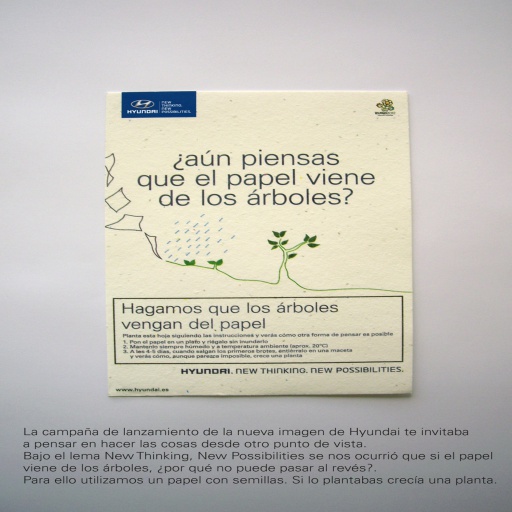 HYUNDAI
NEW
THINKING.
NEW
POSSIBILITIES.
¿aún piensas
que el papel viene
de los árboles?
Hagamos que los árboles
vengan del papel
Planta esta hoja siguiendo las instrucciones y verás cómo otra forma de pensar es posible
1. Pon el papel en un plato y riégalo sin inundarlo
2. Mantenlo siempre húmedo y a temperatura ambiente (aprox. 20ºC)
3. A los 4-5 días, cuando salgan los primeros brotes, entiérralo en una maceta
y verás cómo, aunque parezca imposible, crece una planta
HYUNDAI. NEW THINKING. NEW POSSIBILITIES.
www.hyundai.es
La campaña de lanzamiento de la nueva imagen de Hyundai te invitaba
a pensar en hacer las cosas desde otro punto de vista.
Bajo el lema New Thinking, New Possibilities se nos ocurrió que si el papel
viene de los árboles, ¿por qué no puede pasar al revés?.
Para ello utilizamos un papel con semillas. Si lo plantabas crecía una planta.